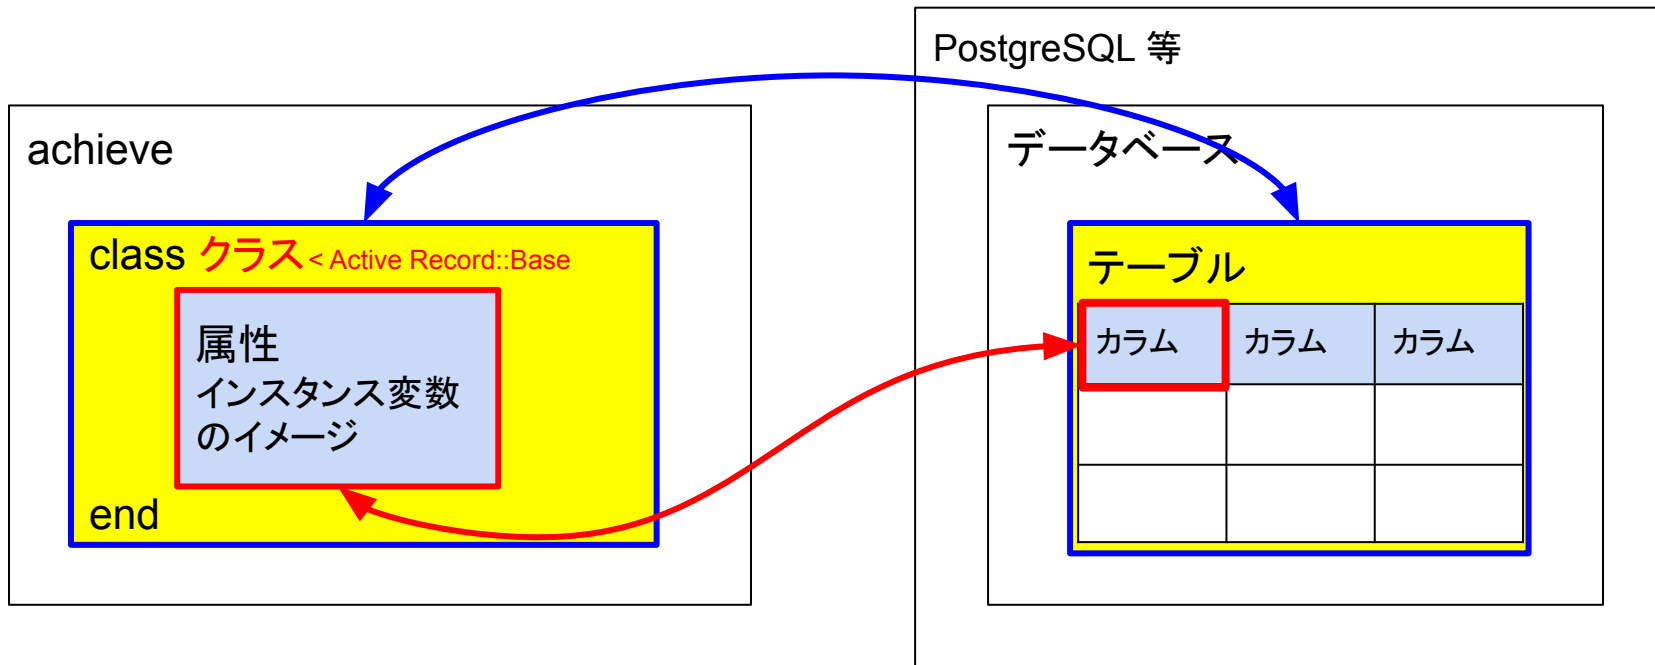 PostgreSQL 等
achieve
データベース
class クラス < Active Record::Base
属性
インスタンス変数
のイメージ
end
テーブル
カラム カラム カラム